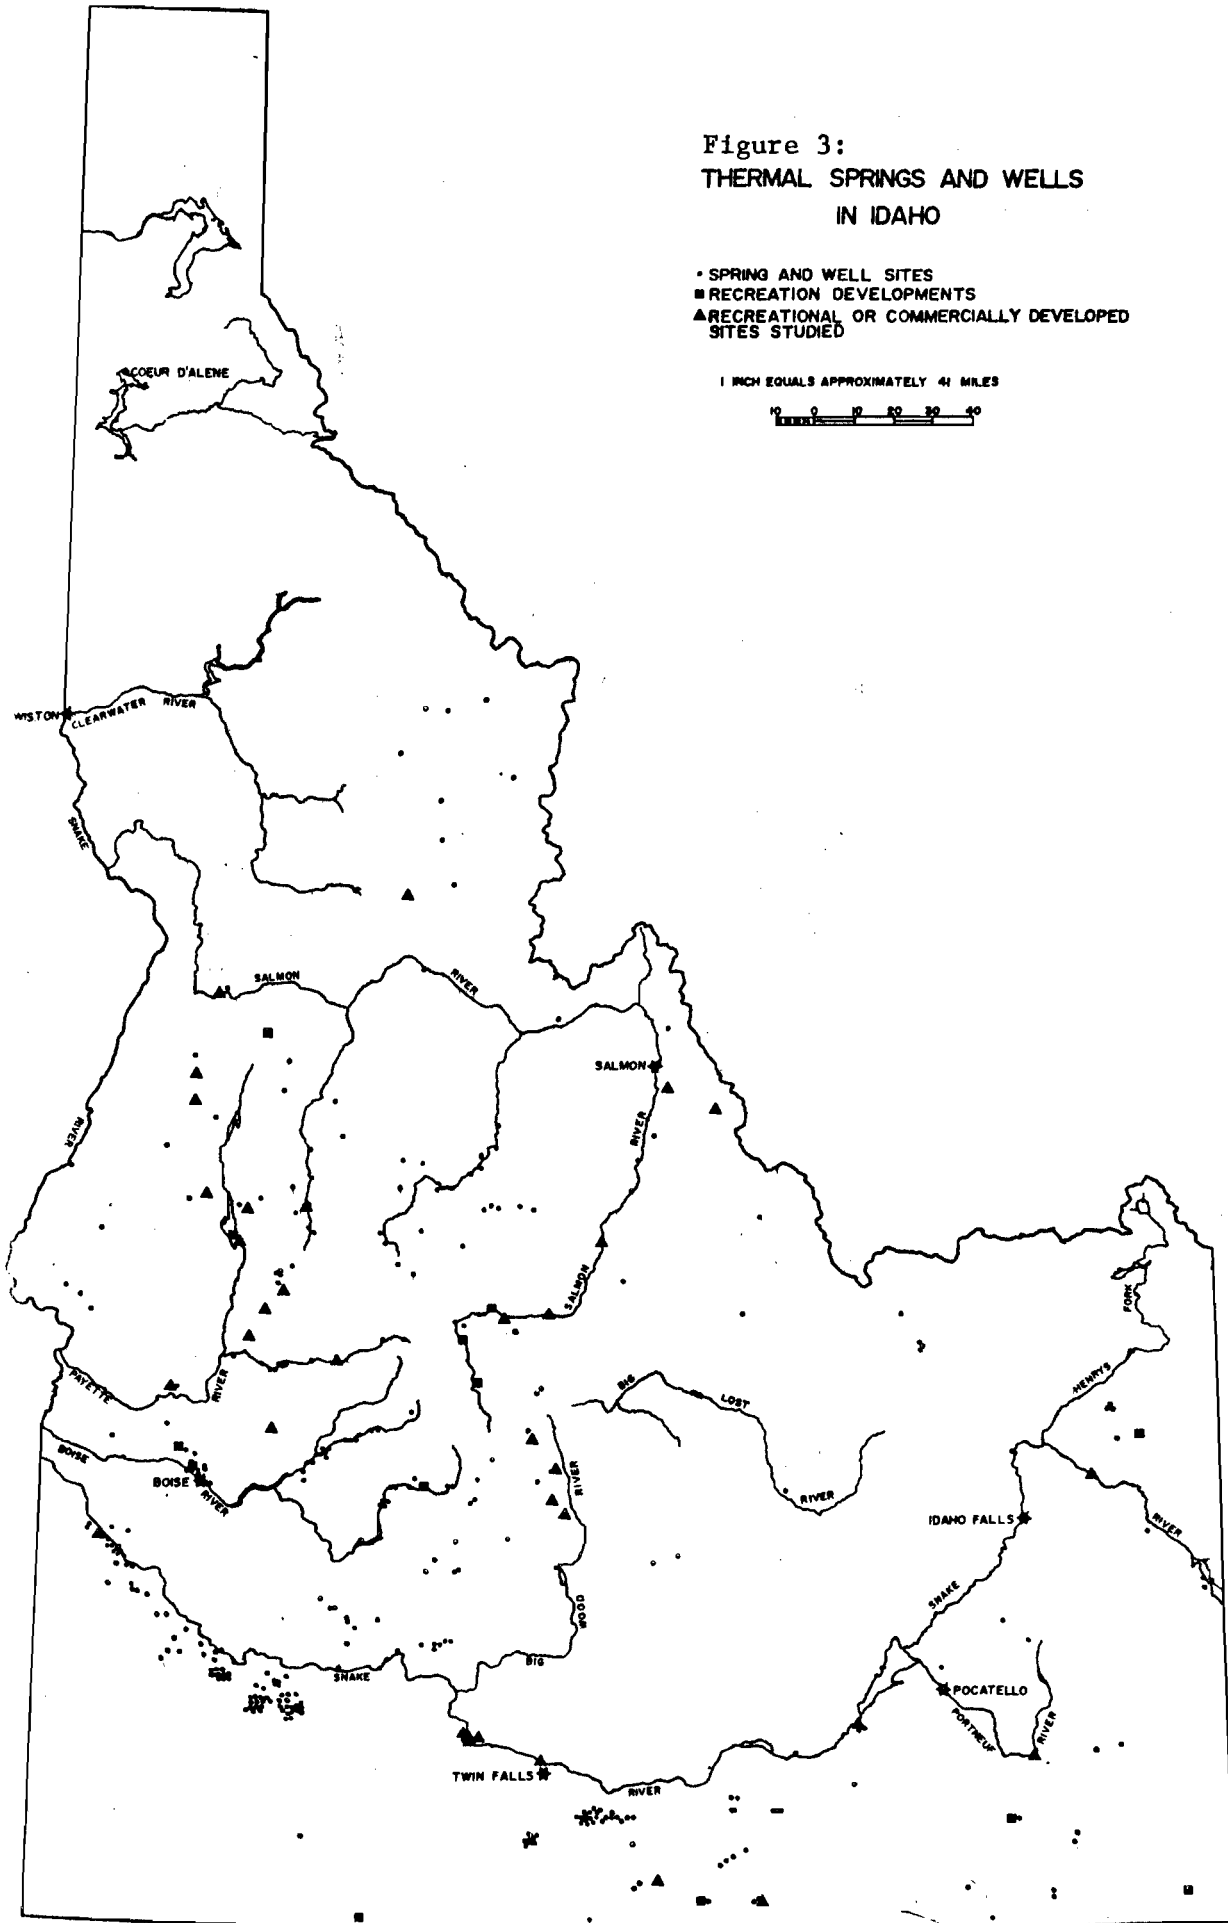 Figure 3:
THERMAL SPRINGS AND WELLS
IN IDAHO
• SPRING AND WELL SITES
■ RECREATION DEVELOPMENTS
▲ RECREATIONAL OR COMMERCIALLY DEVELOPED
SITES STUDIED
1 INCH EQUALS APPROXIMATELY 41 MILES
10 0 10 20 30 40
COEUR D'ALENE
WISTON
CLEARWATER RIVER
SNAKE
SALMON
RIVER
SALMON
RIVER
RIVER
SALMON
FORK
HENRY'S
PAYETTE
RIVER
BIG
LOST
RIVER
BOISE
BOISE
RIVER
RIVER
IDAHO FALLS
RIVER
SNAKE
WOOD
BIG
SNAKE
POCATELLO
PORTNEUF
RIVER
TWIN FALLS
RIVER